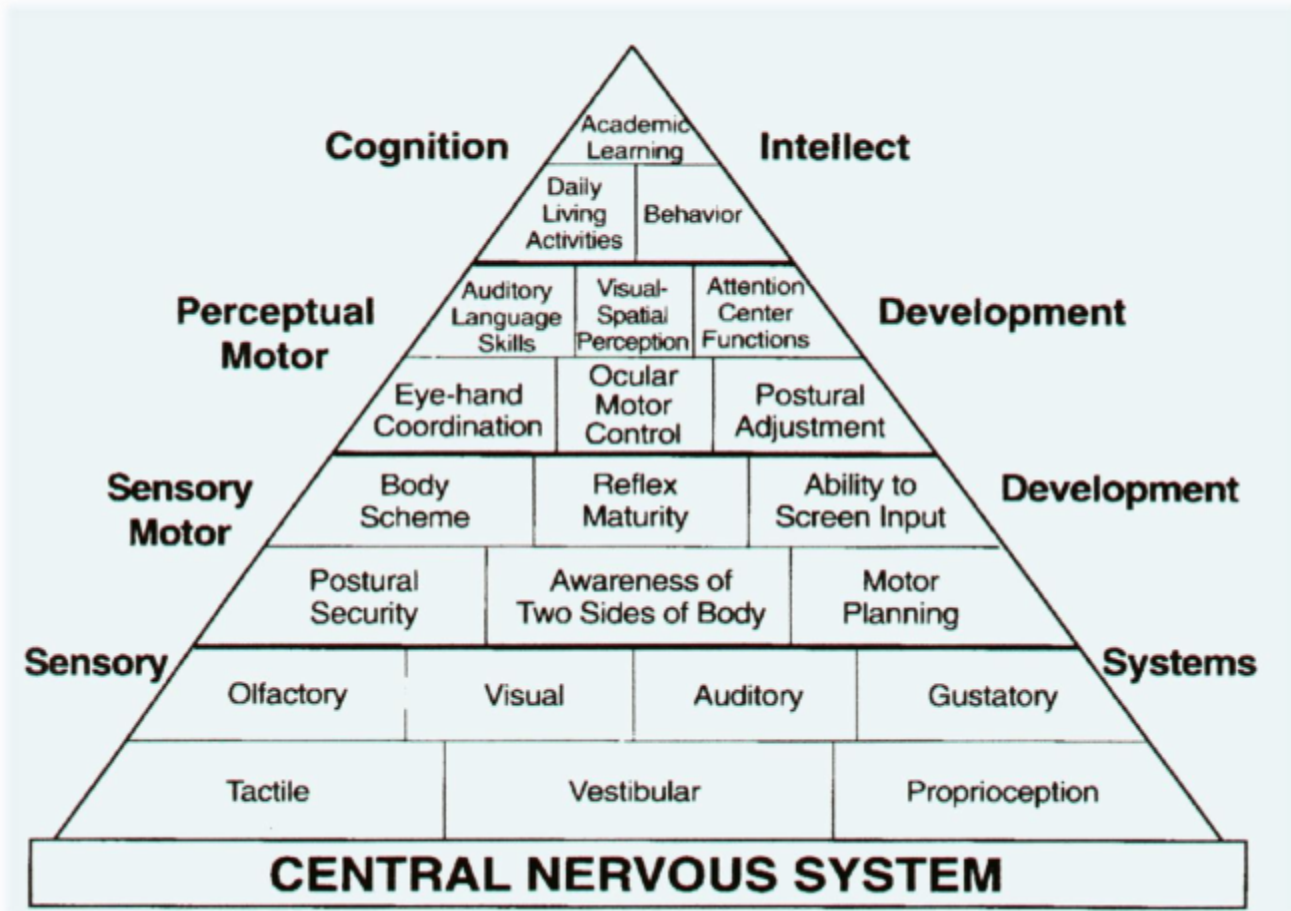 Cognition
Intellect
Academic
Learning
Daily
Living
Activities
Behavior
Perceptual
Motor
Development
Auditory
Language
Skills
Visual-
Spatial
Perception
Attention
Center
Functions
Eye-hand
Coordination
Ocular
Motor
Control
Postural
Adjustment
Sensory
Motor
Development
Body
Scheme
Reflex
Maturity
Ability to
Screen Input
Postural
Security
Awareness of
Two Sides of Body
Motor
Planning
Sensory
Systems
Olfactory
Visual
Auditory
Gustatory
Tactile
Vestibular
Proprioception
CENTRAL NERVOUS SYSTEM